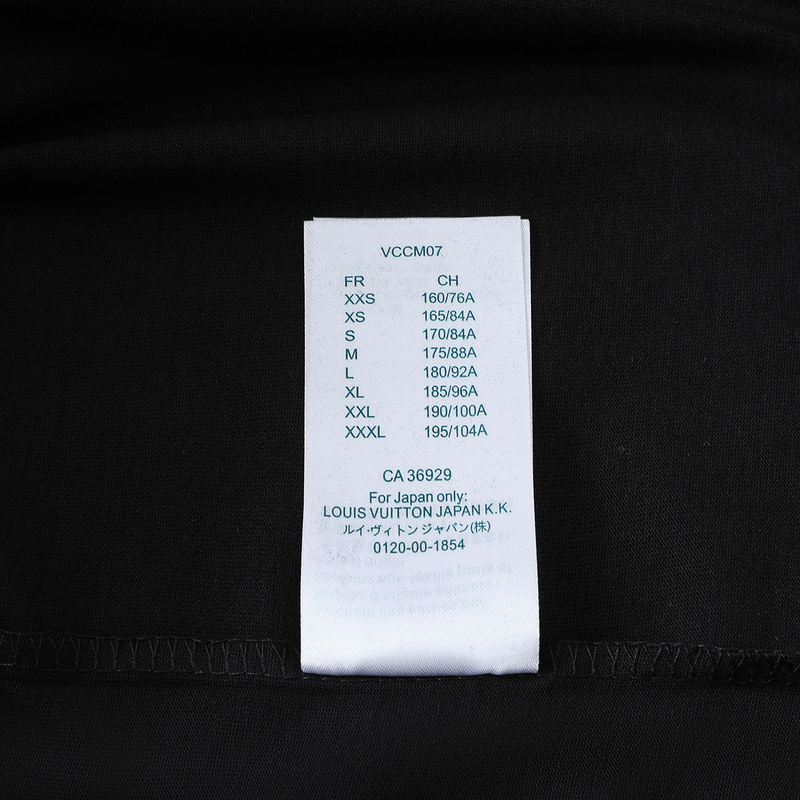 VCCM07
FR CH
XXS 160/76A
XS 165/84A
S 170/84A
M 175/88A
L 180/92A
XL 185/96A
XXL 190/100A
XXXL 195/104A
CA 36929
For Japan only:
LOUIS VUITTON JAPAN K.K.
ルイ・ヴィトン ジャパン(株)
0120-00-1854